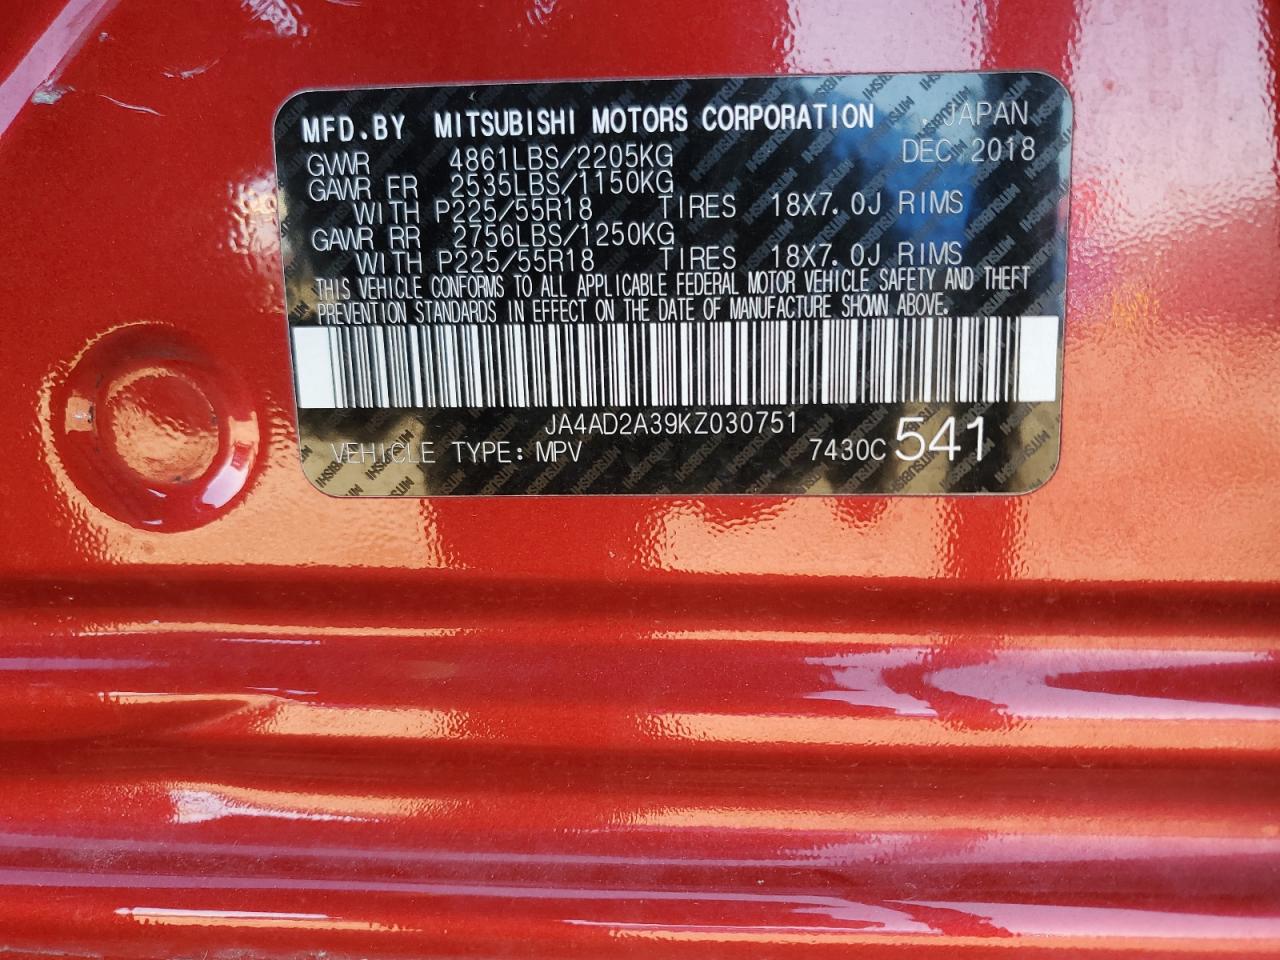 MFD.BY MITSUBISHI MOTORS CORPORATION , JAPAN
GVWR 4861LBS/2205KG DEC 2018
GAWR FR 2535LBS/1150KG
WITH P225/55R18 TIRES 18X7.0J RIMS
GAWR RR 2756LBS/1250KG
WITH P225/55R18 TIRES 18X7.0J RIMS
THIS VEHICLE CONFORMS TO ALL APPLICABLE FEDERAL MOTOR VEHICLE SAFETY AND THEFT
PREVENTION STANDARDS IN EFFECT ON THE DATE OF MANUFACTURE SHOWN ABOVE.
JA4AD2A39KZ030751
VEHICLE TYPE: MPV 7430C 541